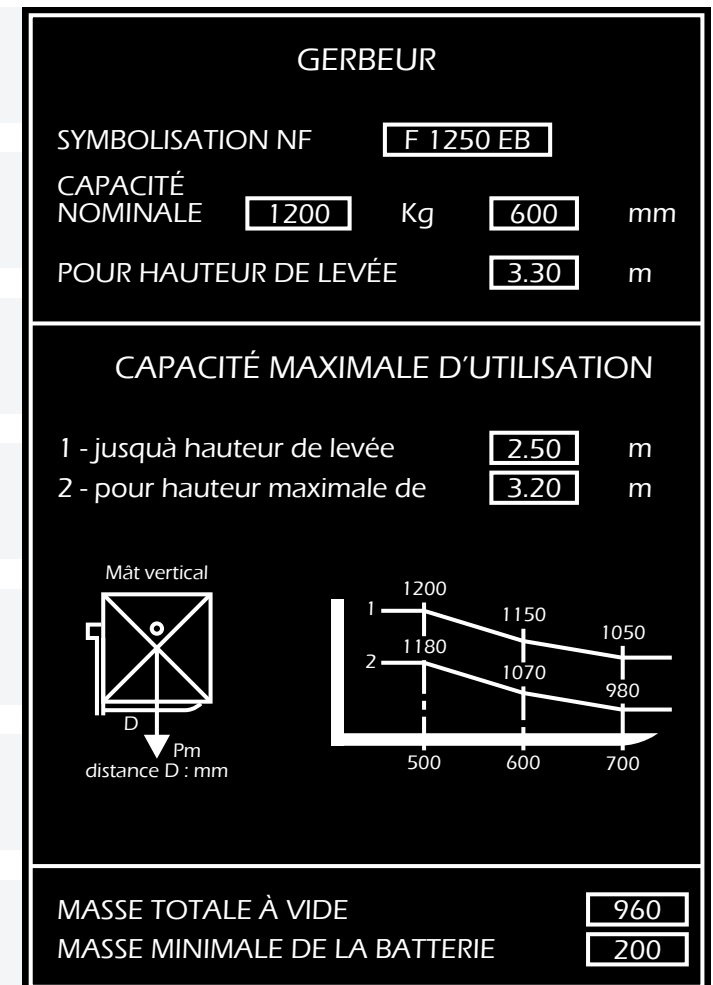 GERBEUR
SYMBOLISATION NF F 1250 EB
CAPACITÉ
NOMINALE 1200 Kg 600 mm
POUR HAUTEUR DE LEVÉE 3.30 m
CAPACITÉ MAXIMALE D'UTILISATION
1 - jusquà hauteur de levée 2.50 m
2 - pour hauteur maximale de 3.20 m
Mât vertical
D
Pm
distance D : mm
1200
1 1150
1050
1180
2 1070
980
500 600 700
MASSE TOTALE À VIDE 960
MASSE MINIMALE DE LA BATTERIE 200